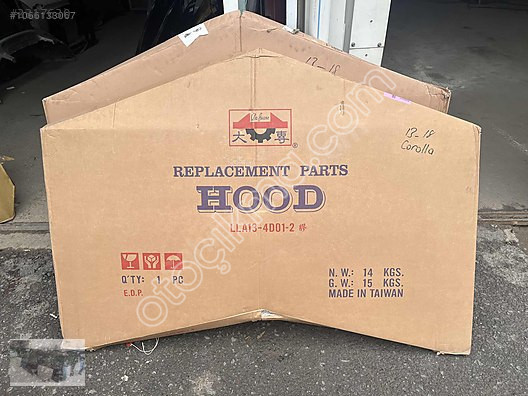 #1066138067
13-18
13-18
Corolla
大 專
®
REPLACEMENT PARTS
HOOD
LLA13-4D01-2
Q'TY: 1 PC
E.D.P.
N. W.: 14 KGS.
G. W.: 15 KGS.
MADE IN TAIWAN
otoçikma.com